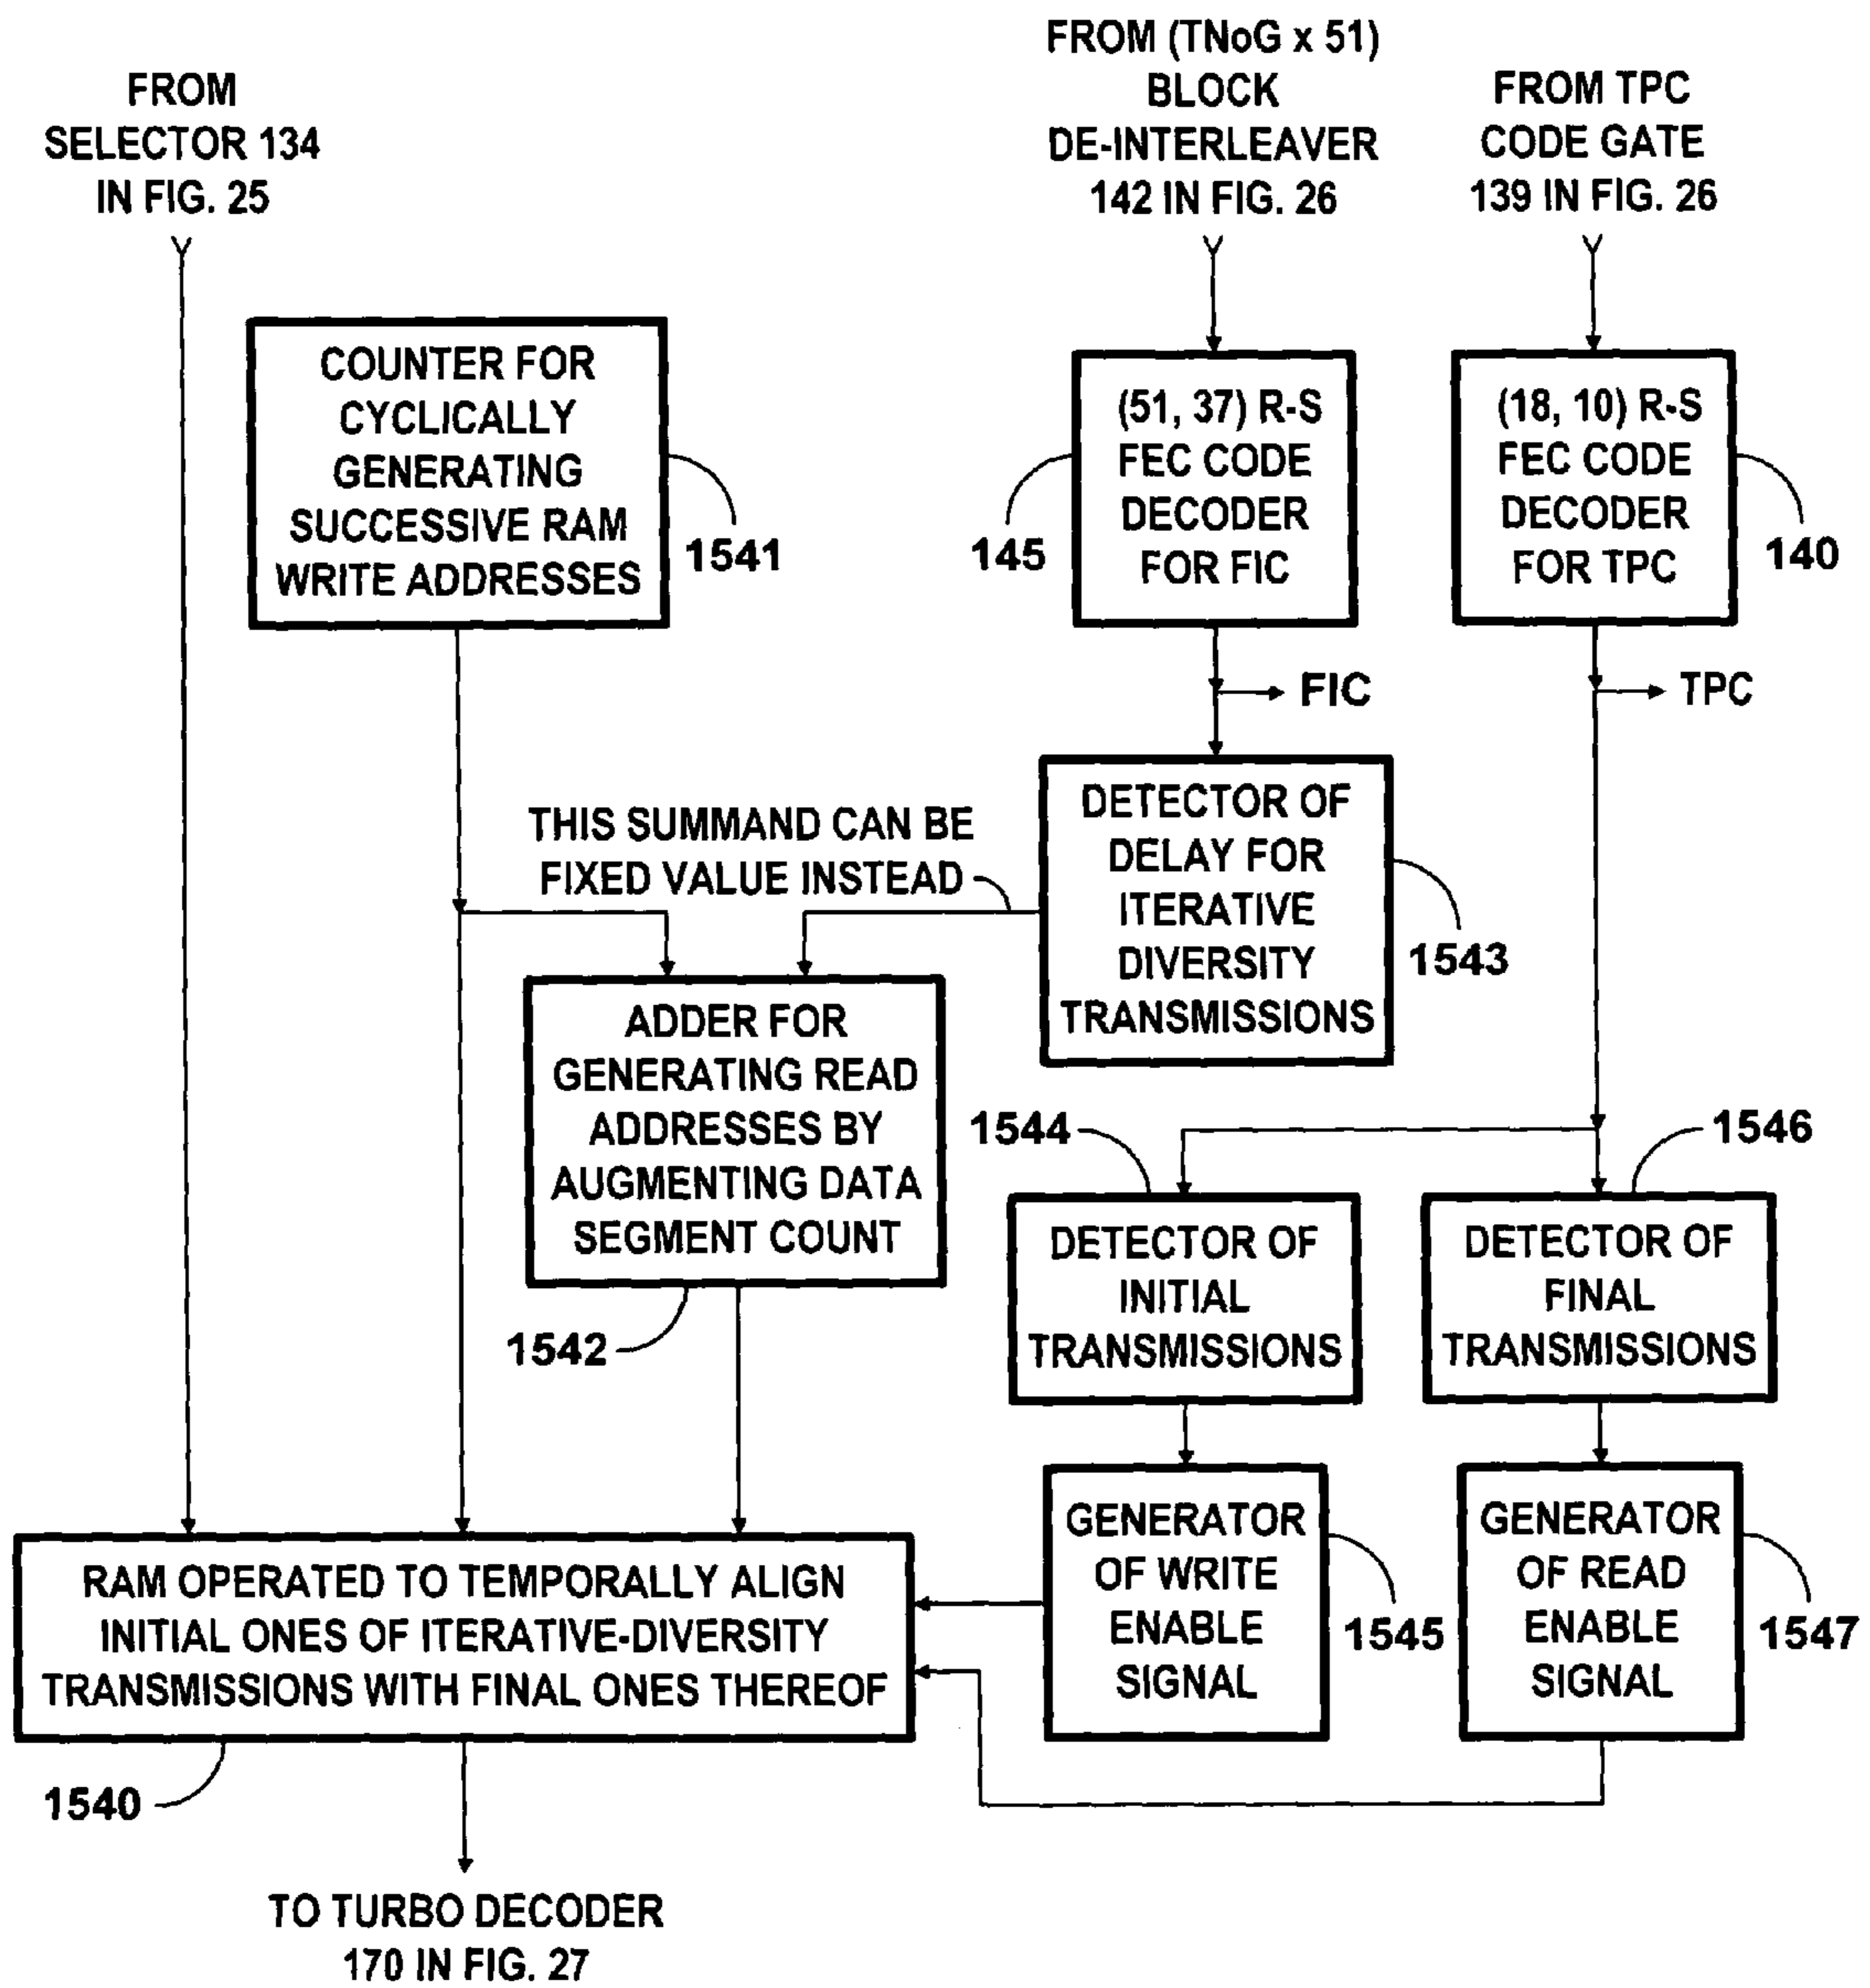 FROM
SELECTOR 134
IN FIG. 25
FROM (TNoG x 51)
BLOCK
DE-INTERLEAVER
142 IN FIG. 26
FROM TPC
CODE GATE
139 IN FIG. 26
COUNTER FOR
CYCLICALLY
GENERATING
SUCCESSIVE RAM
WRITE ADDRESSES
1541
(51, 37) R-S
FEC CODE
DECODER
FOR FIC
145
(18, 10) R-S
FEC CODE
DECODER
FOR TPC
140
FIC
TPC
THIS SUMMAND CAN BE
FIXED VALUE INSTEAD
DETECTOR OF
DELAY FOR
ITERATIVE
DIVERSITY
TRANSMISSIONS
1543
ADDER FOR
GENERATING READ
ADDRESSES BY
AUGMENTING DATA
SEGMENT COUNT
1542
1544
1546
DETECTOR OF
INITIAL
TRANSMISSIONS
DETECTOR OF
FINAL
TRANSMISSIONS
GENERATOR
OF WRITE
ENABLE
SIGNAL
1545
GENERATOR
OF READ
ENABLE
SIGNAL
1547
RAM OPERATED TO TEMPORALLY ALIGN
INITIAL ONES OF ITERATIVE-DIVERSITY
TRANSMISSIONS WITH FINAL ONES THEREOF
1540
TO TURBO DECODER
170 IN FIG. 27